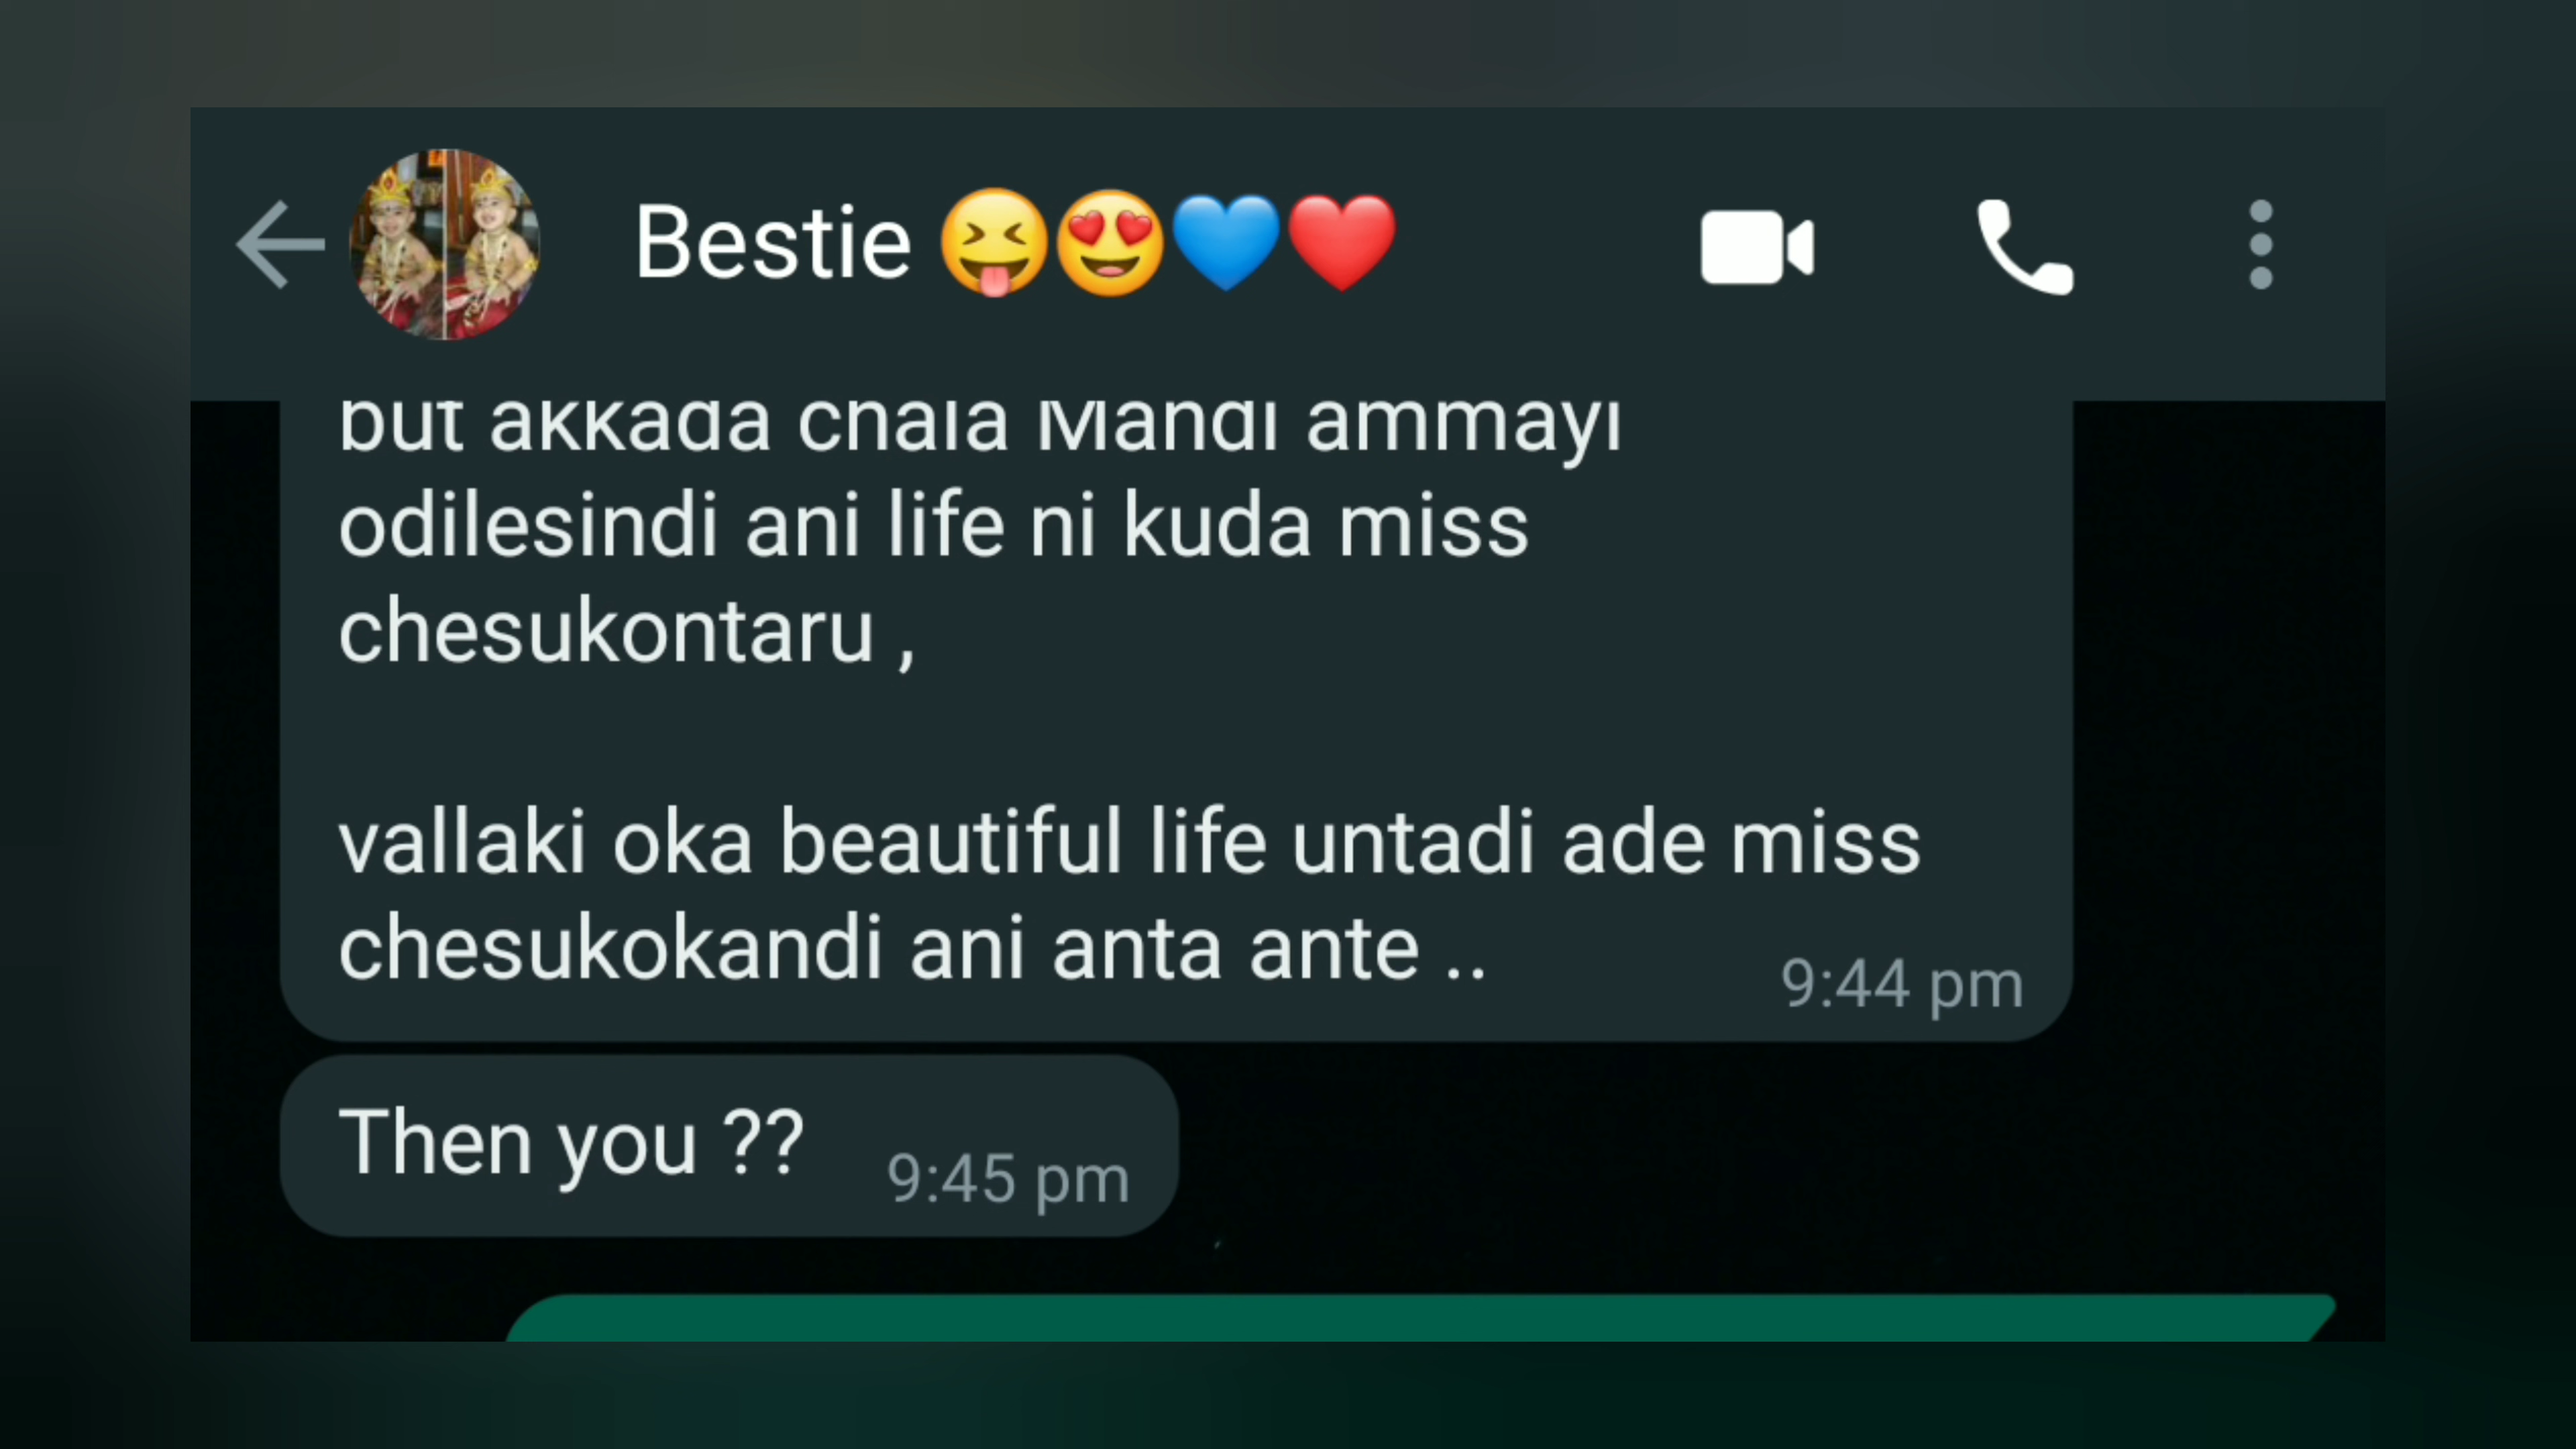 Bestie 😝😍💙❤️
but akkada chala Mandi ammayi
odilesindi ani life ni kuda miss
chesukontaru ,
vallaki oka beautiful life untadi ade miss
chesukokandi ani anta ante ..
9:44 pm
Then you ??
9:45 pm